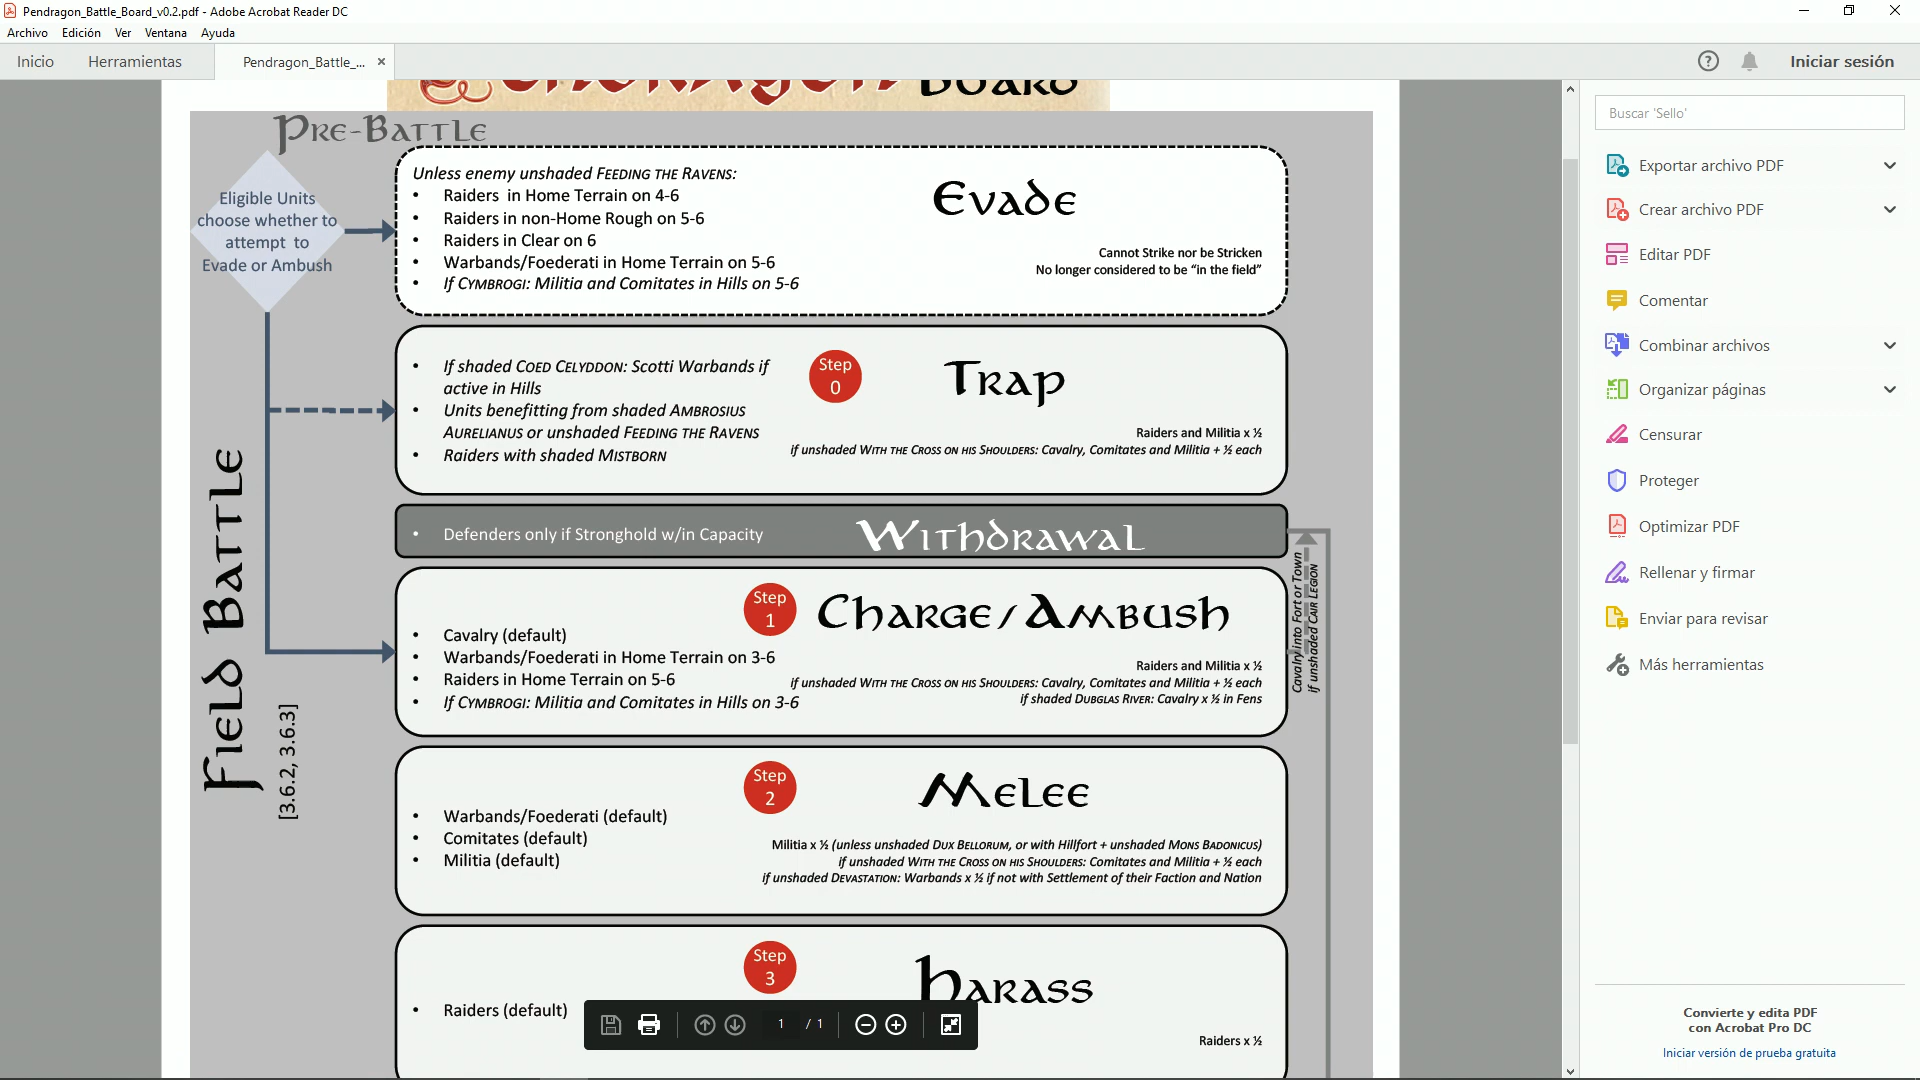 Pendragon_Battle_Board_v0.2.pdf - Adobe Acrobat Reader DC
Archivo Edición Ver Ventana Ayuda
Inicio Herramientas Pendragon_Battle_... × Iniciar sesión
Board
Pre-Battle
Eligible Units
choose whether to
attempt to
Evade or Ambush
Unless enemy unshaded FEEDING THE RAVENS:
• Raiders in Home Terrain on 4-6
• Raiders in non-Home Rough on 5-6
• Raiders in Clear on 6
• Warbands/Foederati in Home Terrain on 5-6
• If CYMBROGI: Militia and Comitates in Hills on 5-6
Evade
Cannot Strike nor be Stricken
No longer considered to be “in the field”
• If shaded COED CELYDDON: Scotti Warbands if
active in Hills
• Units benefitting from shaded AMBROSIUS
AURELIANUS or unshaded FEEDING THE RAVENS
• Raiders with shaded MISTBORN
Step
0
Trap
Raiders and Militia x ½
if unshaded WITH THE CROSS ON HIS SHOULDERS: Cavalry, Comitates and Militia + ½ each
• Defenders only if Stronghold w/in Capacity
Withdrawal
Cavalry into Fort or Town
if unshaded CAIR LEGION
Field Battle
[3.6.2, 3.6.3]
Step
1
Charge/Ambush
• Cavalry (default)
• Warbands/Foederati in Home Terrain on 3-6
• Raiders in Home Terrain on 5-6
• If CYMBROGI: Militia and Comitates in Hills on 3-6
Raiders and Militia x ½
if unshaded WITH THE CROSS ON HIS SHOULDERS: Cavalry, Comitates and Militia + ½ each
if shaded DUBGLAS RIVER: Cavalry x ½ in Fens
Step
2
Melee
• Warbands/Foederati (default)
• Comitates (default)
• Militia (default)
Militia x ½ (unless unshaded DUX BELLORUM, or with Hillfort + unshaded MONS BADONICUS)
if unshaded WITH THE CROSS ON HIS SHOULDERS: Comitates and Militia + ½ each
if unshaded DEVASTATION: Warbands x ½ if not with Settlement of their Faction and Nation
Step
3
Harass
• Raiders (default)
Raiders x ½
1 / 1
Buscar 'Sello'
Exportar archivo PDF
Crear archivo PDF
Editar PDF
Comentar
Combinar archivos
Organizar páginas
Censurar
Proteger
Optimizar PDF
Rellenar y firmar
Enviar para revisar
Más herramientas
Convierte y edita PDF
con Acrobat Pro DC
Iniciar versión de prueba gratuita